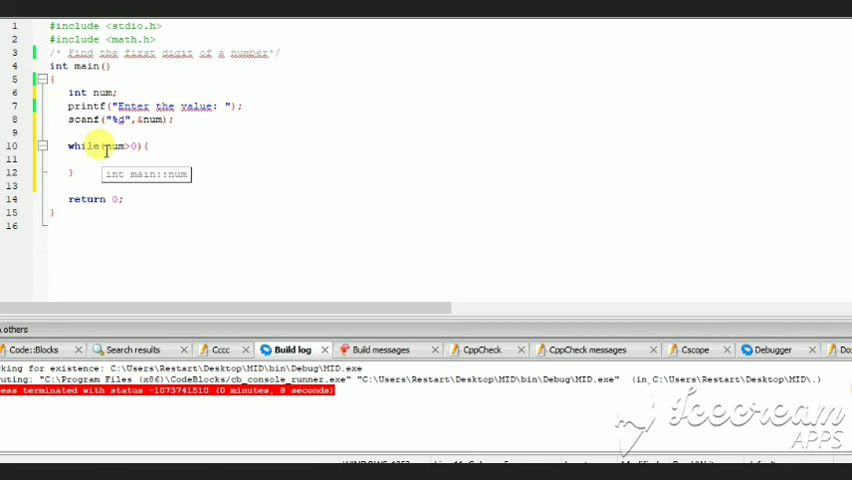 1 #include <stdio.h>
2 #include <math.h>
3 /* Find the first digit of a number*/
4 int main()
5 {
6 int num;
7 printf("Enter the value: ");
8 scanf("%d",&num);
9
10 while(num>0){
11
12 }
int main::num
13
14 return 0;
15 }
16
others
Code::Blocks
Search results
Cccc
Build log
Build messages
CppCheck
CppCheck messages
Cscope
Debugger
king for existence: C:\Users\Restart\Desktop\MID\bin\Debug\MID.exe
uting: "C:\Program Files (x86)\CodeBlocks/cb_console_runner.exe" "C:\Users\Restart\Desktop\MID\bin\Debug\MID.exe" (in C:\Users\Restart\Desktop\MID\.)
ess terminated with status -1073741510 (0 minutes, 8 seconds)
Icecream
APPS